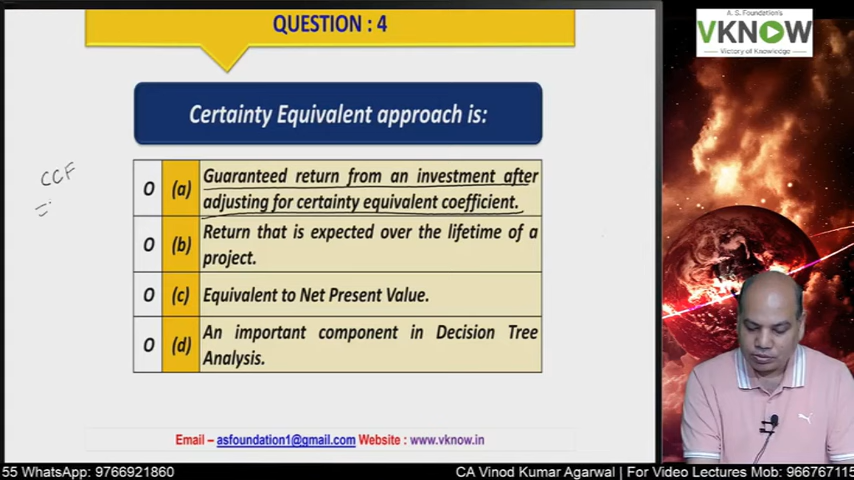 QUESTION : 4
A. S. Foundation's
VKNOW
Victory of Knowledge
Certainty Equivalent approach is:
CCF
=
O (a) Guaranteed return from an investment after
adjusting for certainty equivalent coefficient.
O (b) Return that is expected over the lifetime of a
project.
O (c) Equivalent to Net Present Value.
O (d) An important component in Decision Tree
Analysis.
Email – asfoundation1@gmail.com Website : www.vknow.in
55 WhatsApp: 9766921860 CA Vinod Kumar Agarwal | For Video Lectures Mob: 966767115